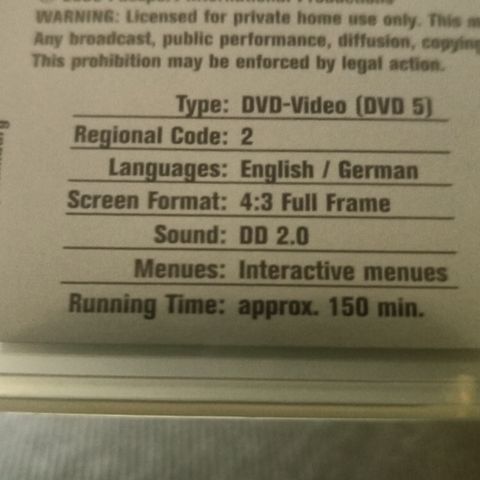 WARNING: Licensed for private home use only. This
Any broadcast, public performance, diffusion, copying
This prohibition may be enforced by legal action.
Type: DVD-Video (DVD 5)
Regional Code: 2
Languages: English / German
Screen Format: 4:3 Full Frame
Sound: DD 2.0
Menues: Interactive menues
Running Time: approx. 150 min.